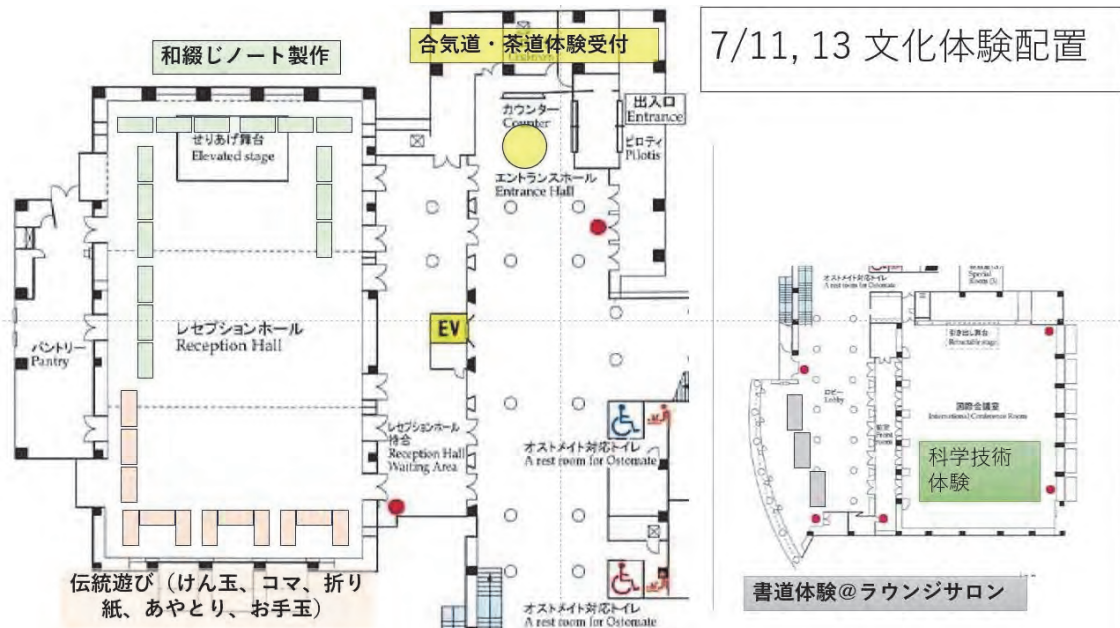 7/11, 13 文化体験配置
和綴じノート製作
合気道・茶道体験受付
カウンター
Counter
出入口
Entrance
ピロティ
Pilotis
せりあげ舞台
Elevated stage
エントランスホール
Entrance Hall
レセプションホール
Reception Hall
パントリー
Pantry
EV
レセプションホール
待合
Reception Hall
Waiting Area
オストメイト対応トイレ
A rest room for Ostomate
オストメイト対応トイレ
A rest room for Ostomate
伝統遊び（けん玉、コマ、折り
紙、あやとり、お手玉）
オストメイト対応トイレ
A rest room for Ostomate
Special
Room (3)
引き出し舞台
Retractable stage
ロビー
Lobby
国際会議室
International Conference Room
前室
Front
Room
科学技術
体験
書道体験＠ラウンジサロン